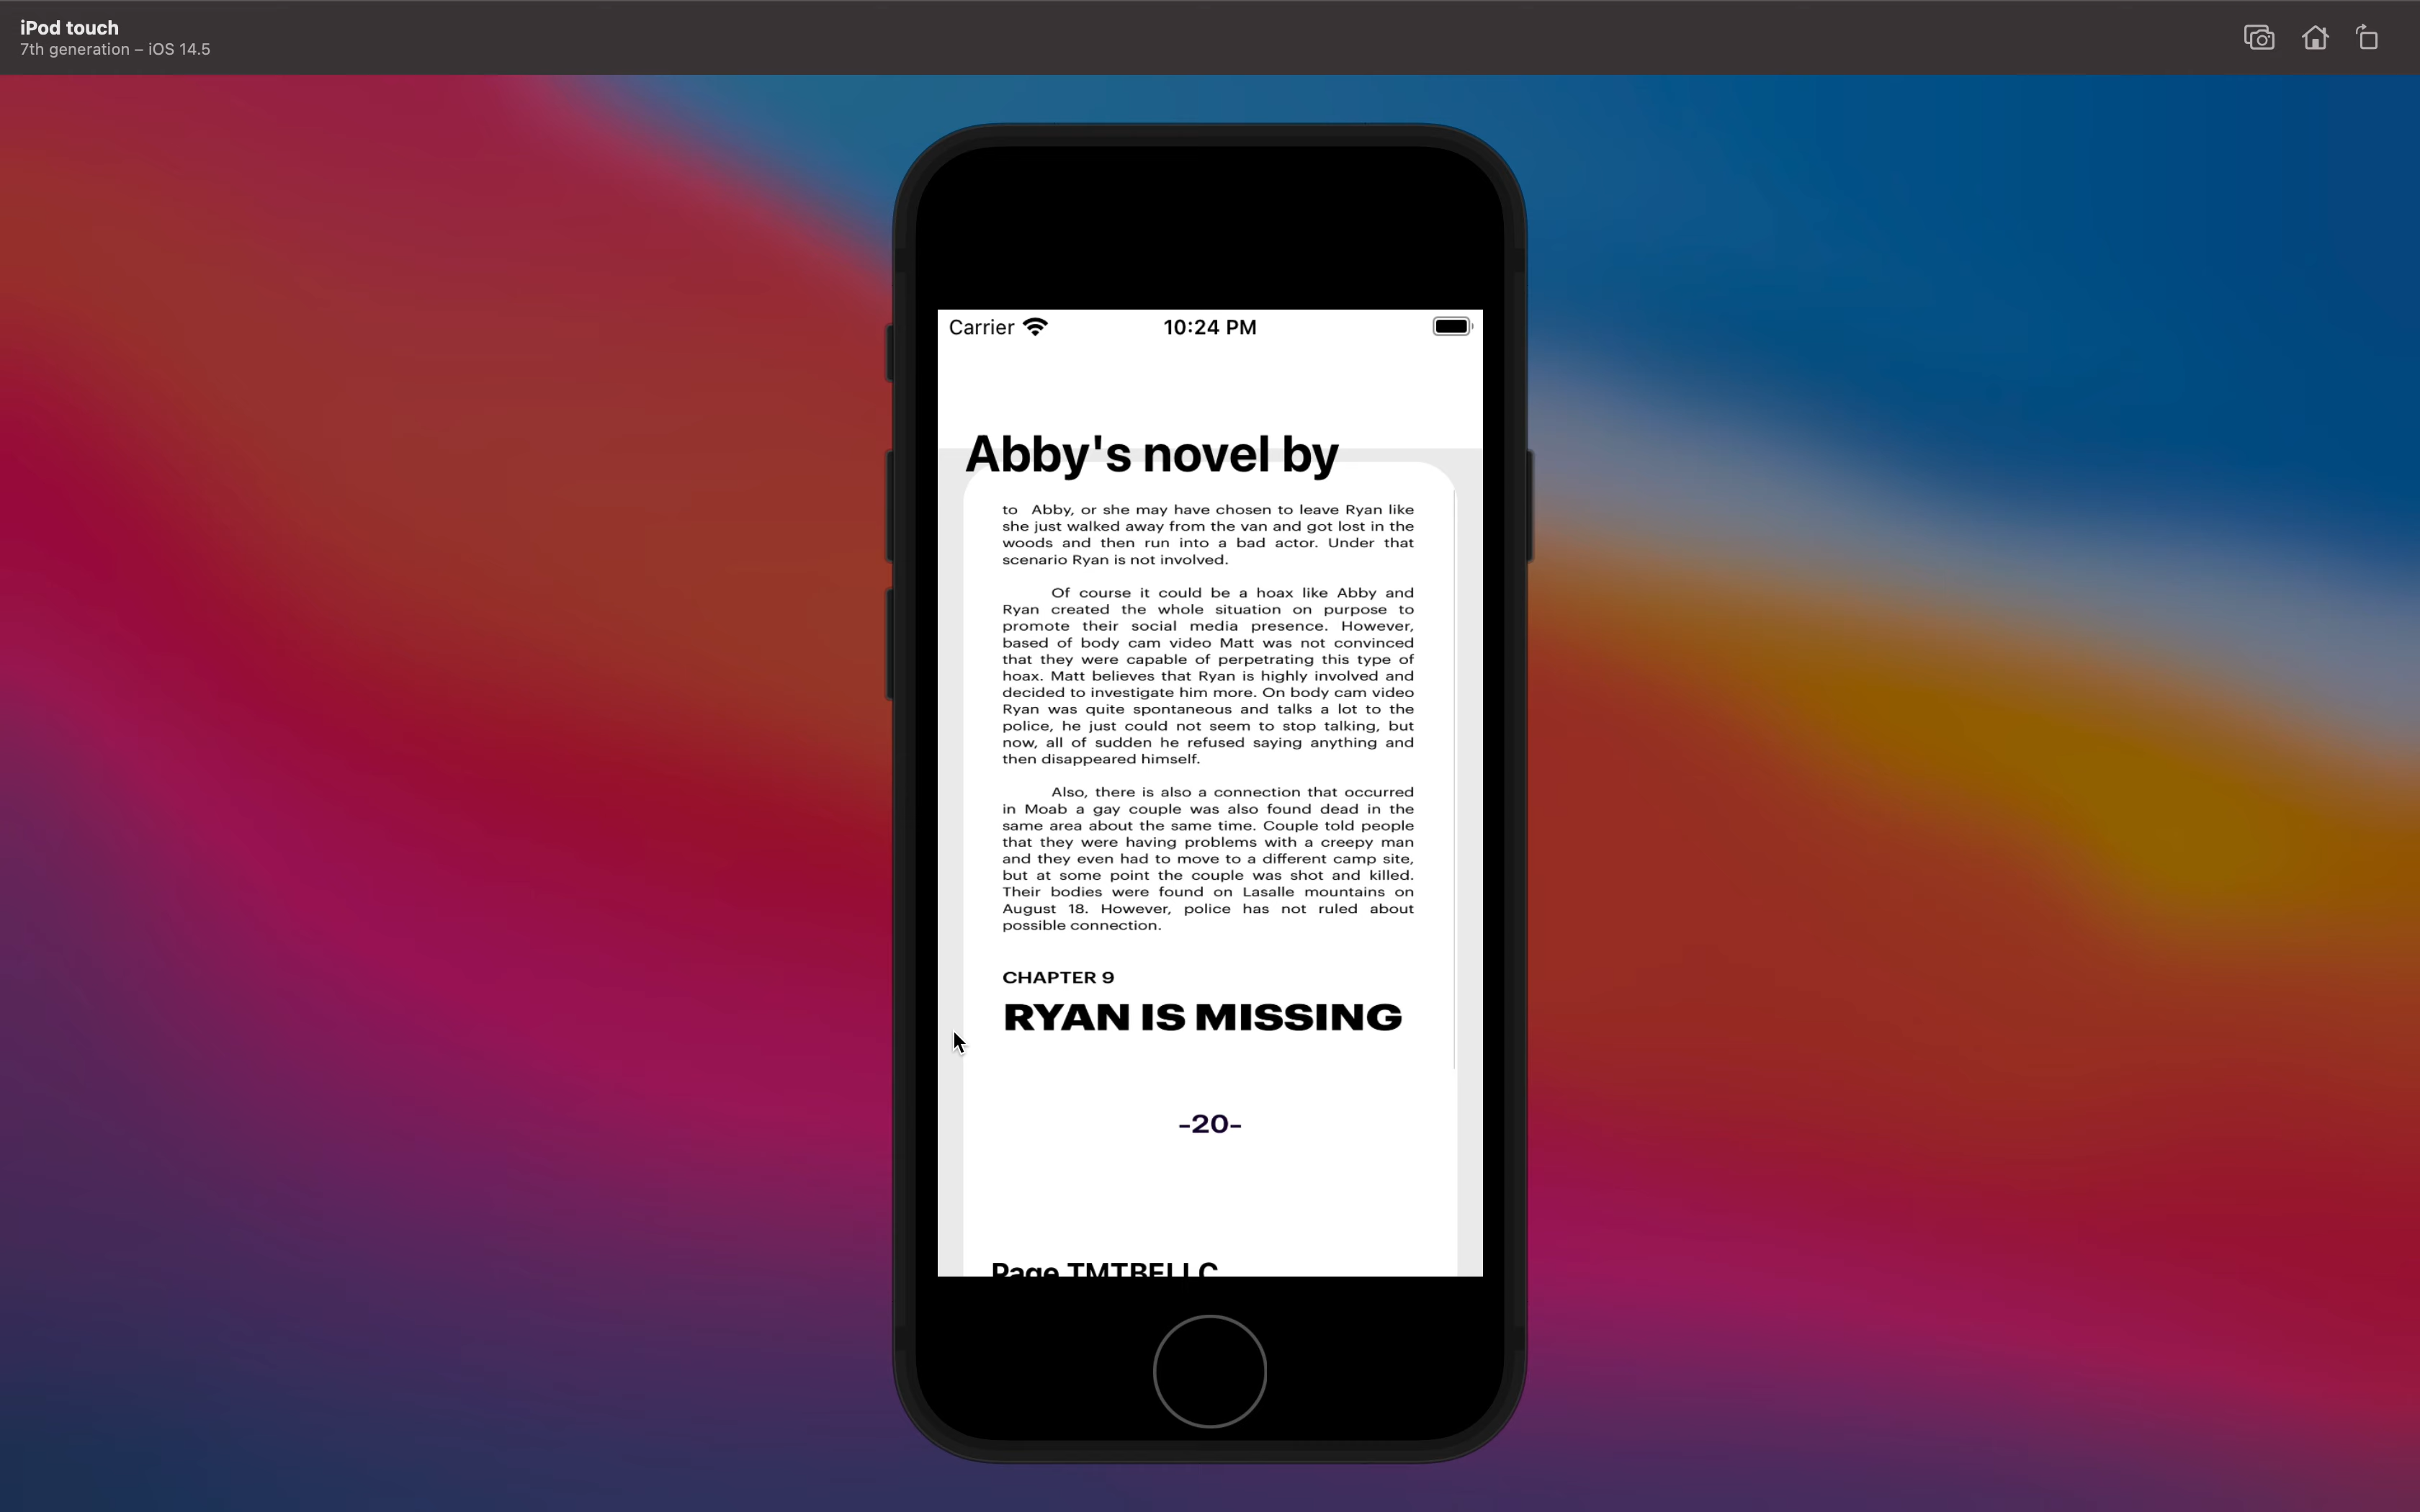 iPod touch
7th generation – iOS 14.5
Carrier 10:24 PM
Abby's novel by
to Abby, or she may have chosen to leave Ryan like
she just walked away from the van and got lost in the
woods and then run into a bad actor. Under that
scenario Ryan is not involved.
Of course it could be a hoax like Abby and
Ryan created the whole situation on purpose to
promote their social media presence. However,
based of body cam video Matt was not convinced
that they were capable of perpetrating this type of
hoax. Matt believes that Ryan is highly involved and
decided to investigate him more. On body cam video
Ryan was quite spontaneous and talks a lot to the
police, he just could not seem to stop talking, but
now, all of sudden he refused saying anything and
then disappeared himself.
Also, there is also a connection that occurred
in Moab a gay couple was also found dead in the
same area about the same time. Couple told people
that they were having problems with a creepy man
and they even had to move to a different camp site,
but at some point the couple was shot and killed.
Their bodies were found on Lasalle mountains on
August 18. However, police has not ruled about
possible connection.
CHAPTER 9
RYAN IS MISSING
-20-
Page TMTBELLC